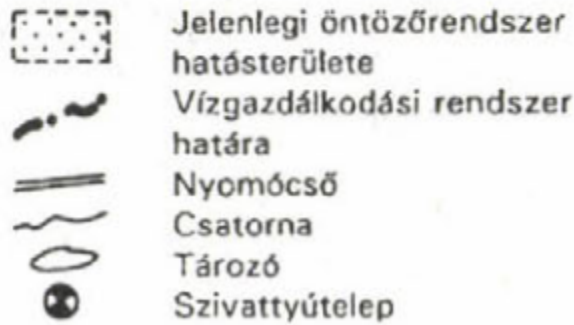 Jelenlegi öntözőrendszer
hatásterülete
Vízgazdálkodási rendszer
határa
Nyomócső
Csatorna
Tározó
Szivattyútelep